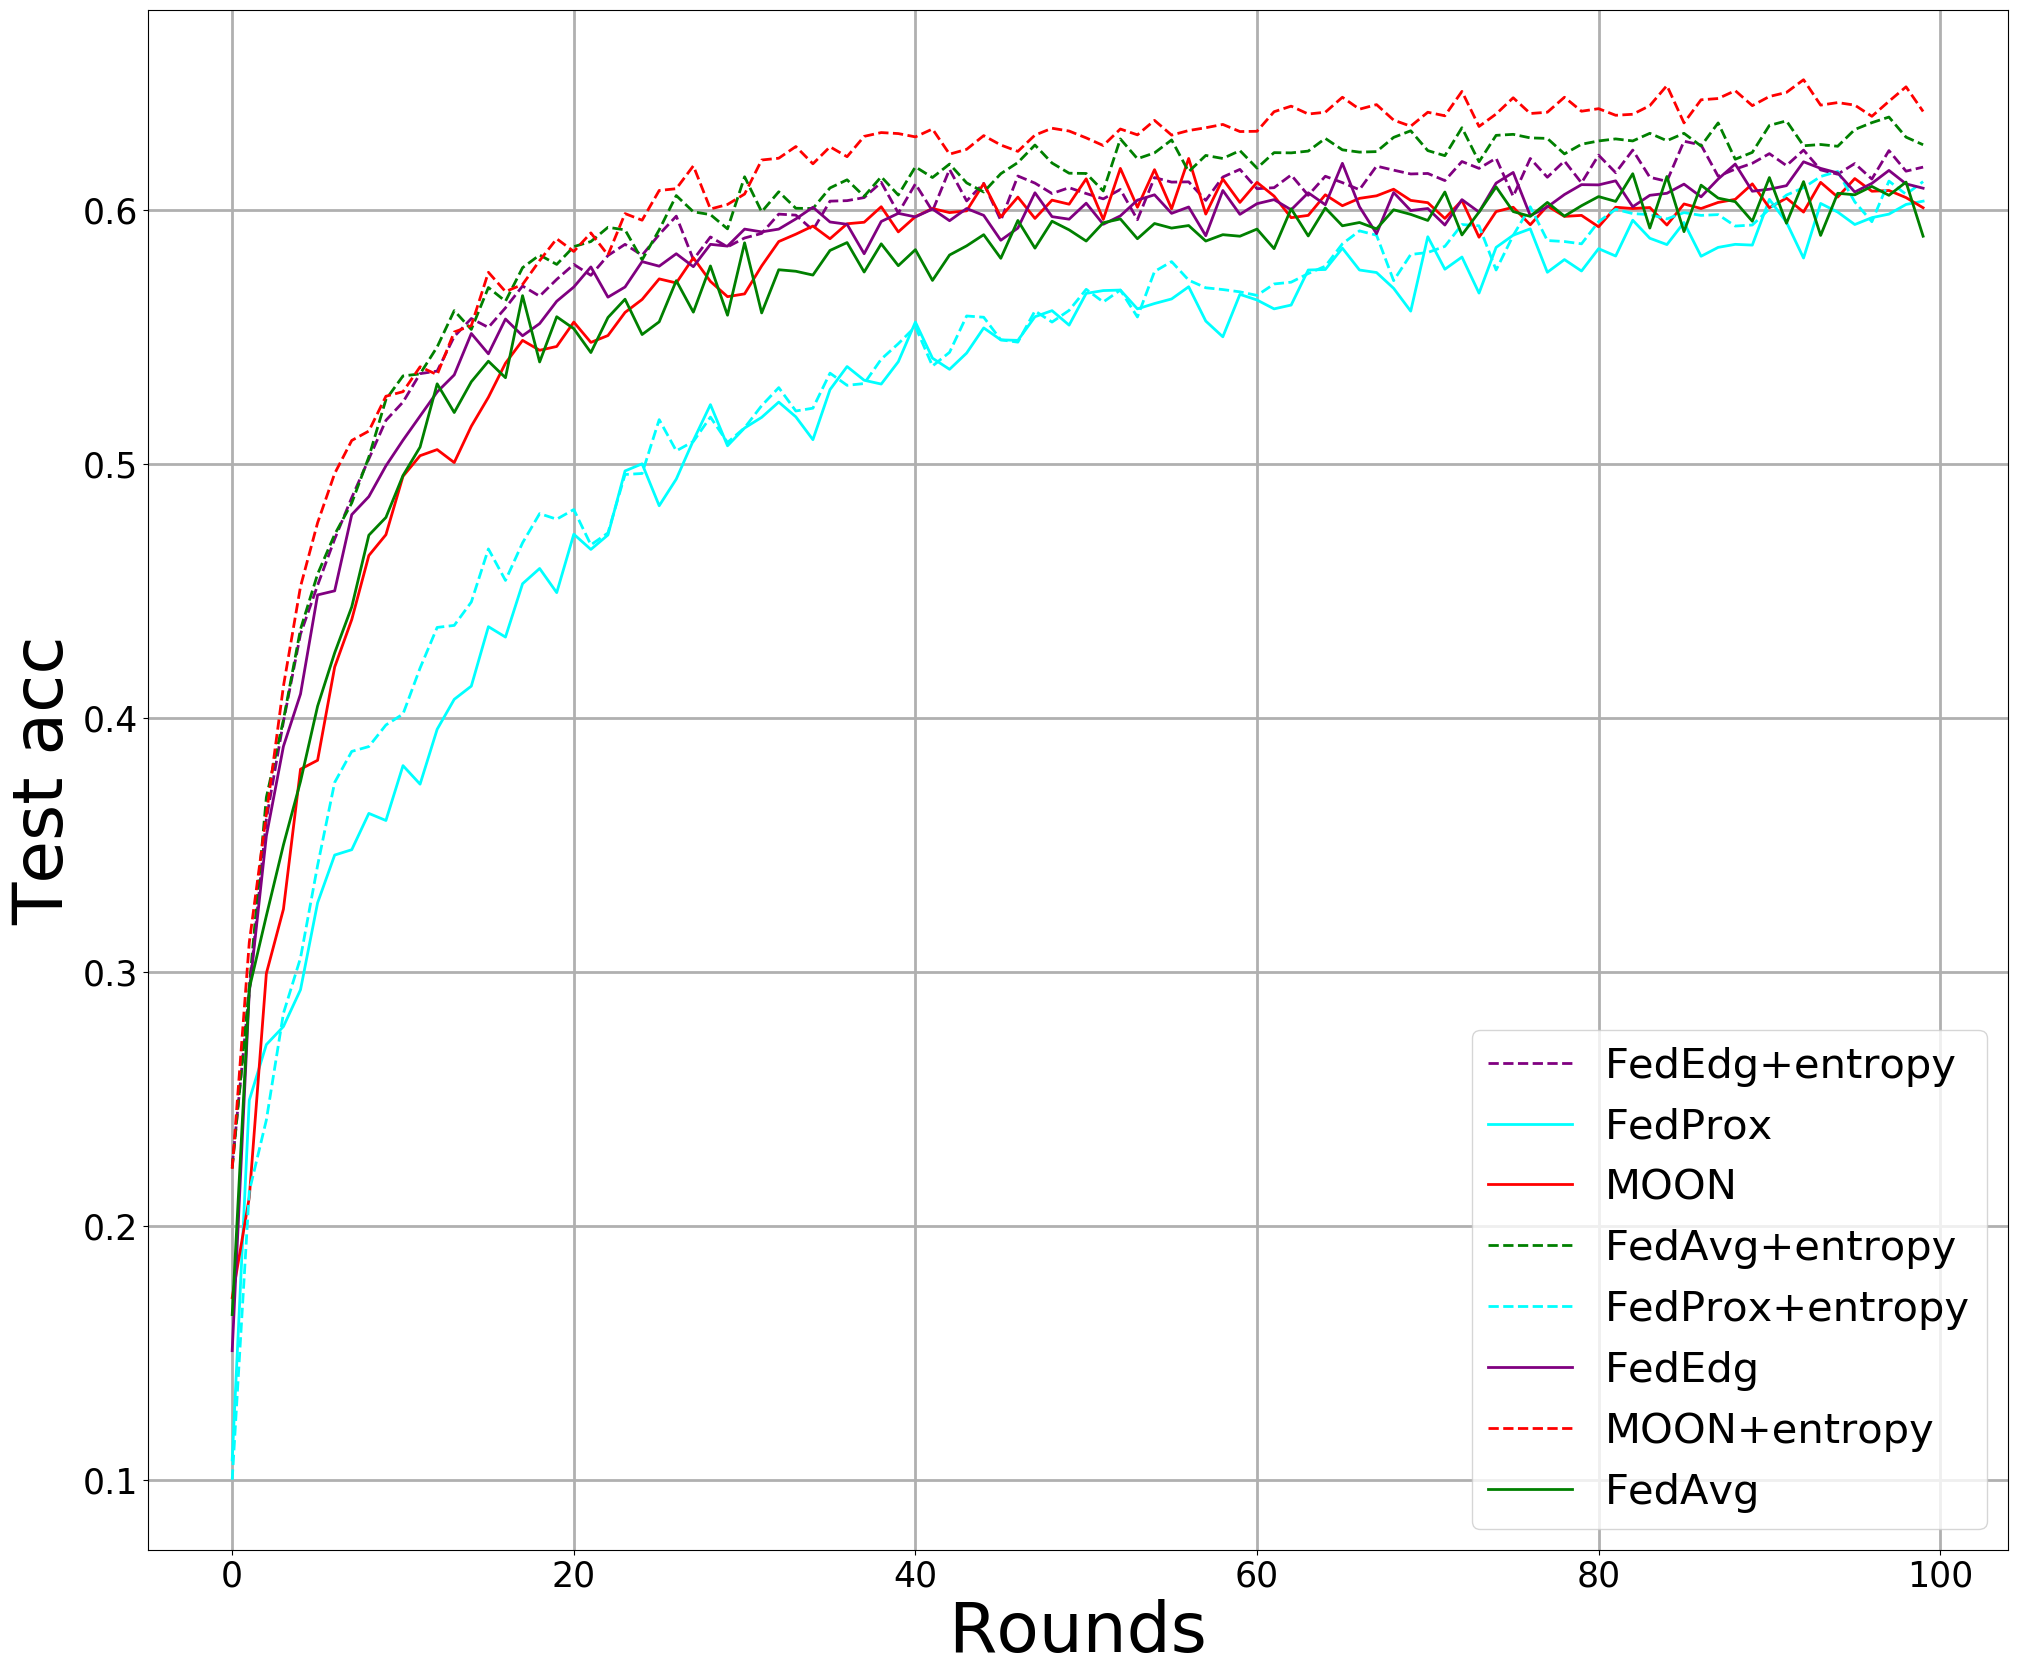 Test acc
0.6
0.5
0.4
0.3
0.2
0.1
FedEdg+entropy
FedProx
MOON
FedAvg+entropy
FedProx+entropy
FedEdg
MOON+entropy
FedAvg
0 20 40 60 80 100
Rounds